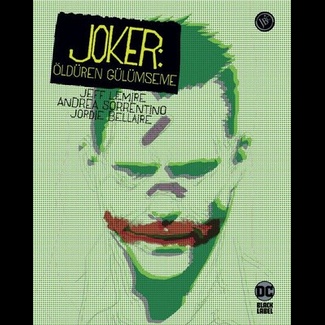 JOKER:
ÖLDÜREN GÜLÜMSEME
JEFF LEMIRE
ANDREA SORRENTINO
JORDIE BELLAIRE
DC
BLACK
LABEL